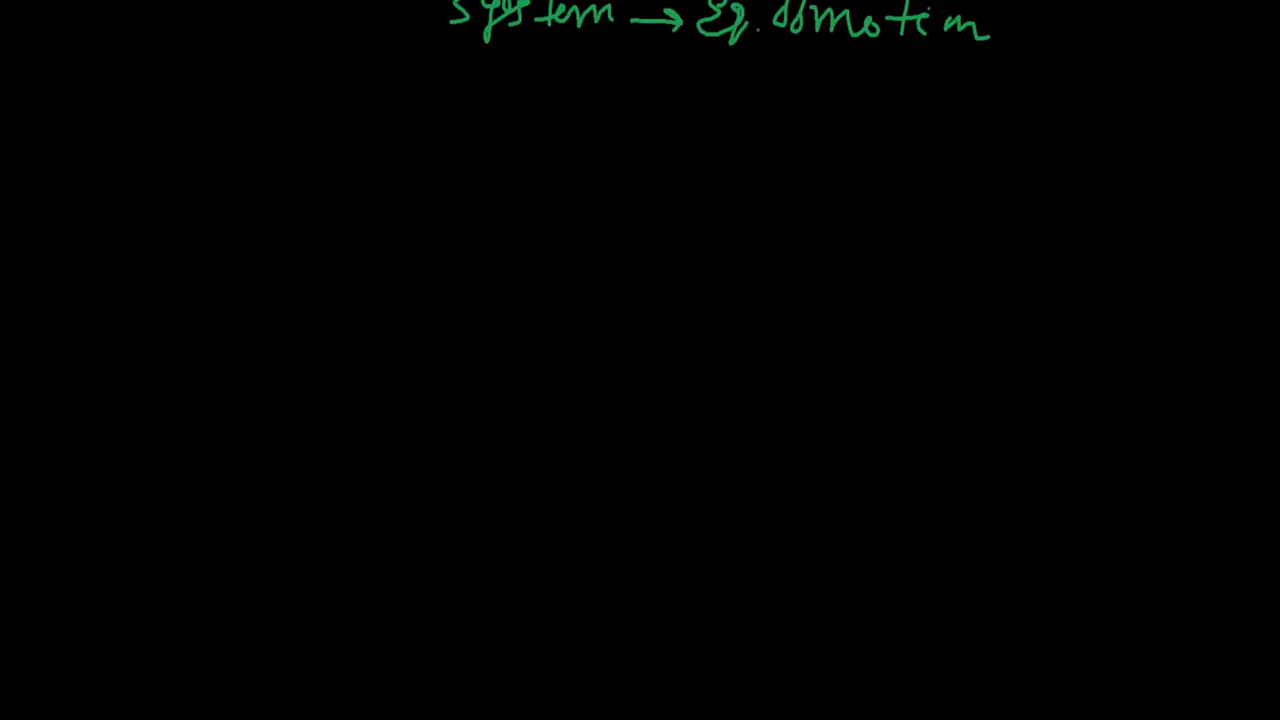 system → Eq. of motion